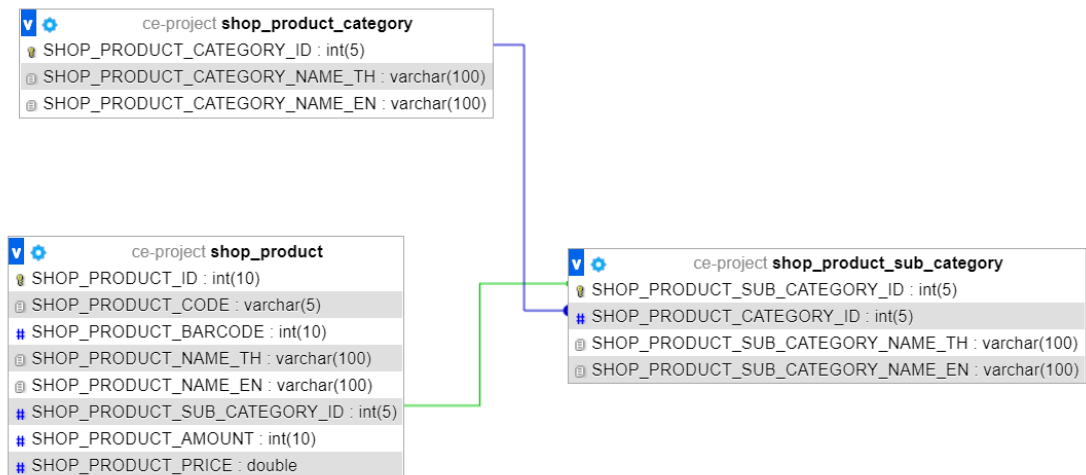 v ce-project shop_product_category
SHOP_PRODUCT_CATEGORY_ID : int(5)
SHOP_PRODUCT_CATEGORY_NAME_TH : varchar(100)
SHOP_PRODUCT_CATEGORY_NAME_EN : varchar(100)
v ce-project shop_product
SHOP_PRODUCT_ID : int(10)
SHOP_PRODUCT_CODE : varchar(5)
# SHOP_PRODUCT_BARCODE : int(10)
SHOP_PRODUCT_NAME_TH : varchar(100)
SHOP_PRODUCT_NAME_EN : varchar(100)
# SHOP_PRODUCT_SUB_CATEGORY_ID : int(5)
# SHOP_PRODUCT_AMOUNT : int(10)
# SHOP_PRODUCT_PRICE : double
v ce-project shop_product_sub_category
SHOP_PRODUCT_SUB_CATEGORY_ID : int(5)
# SHOP_PRODUCT_CATEGORY_ID : int(5)
SHOP_PRODUCT_SUB_CATEGORY_NAME_TH : varchar(100)
SHOP_PRODUCT_SUB_CATEGORY_NAME_EN : varchar(100)